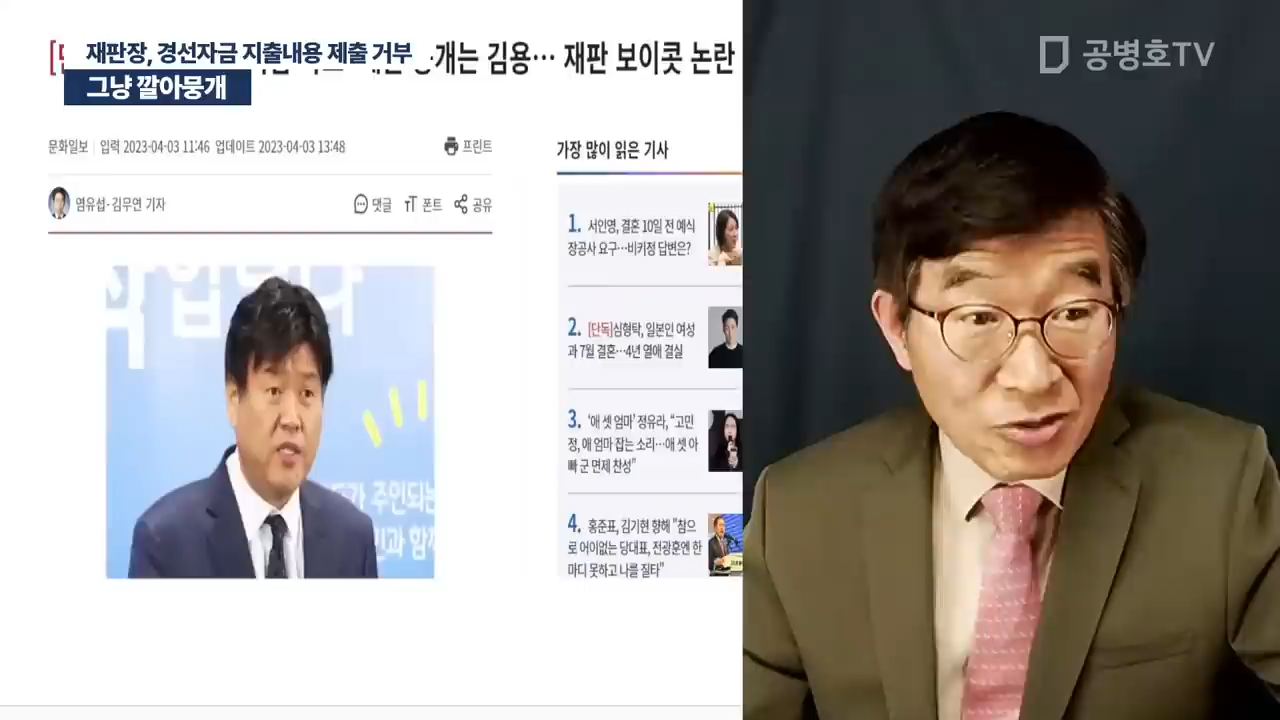 재판장, 경선자금 지출내용 제출 거부
그냥 깔아뭉개
개는 김용… 재판 보이콧 논란
공병호TV
문화일보 | 입력 2023-04-03 11:46 업데이트 2023-04-03 13:48
프린트
염유섭·김무연 기자
댓글
폰트
공유
가장 많이 읽은 기사
1. 서인영, 결혼 10일 전 예식
장공사 요구…비키정 답변은?
2. [단독]심형탁, 일본인 여성
과 7월 결혼…4년 열애 결실
3. ‘애 셋 엄마’ 정유라, “고민
정, 애 엄마 잡는 소리…애 셋 아
빠 군 면제 찬성”
4. 홍준표, 김기현 향해 "참으
로 어이없는 당대표, 전광훈엔 한
마디 못하고 나를 질타"
주인되는